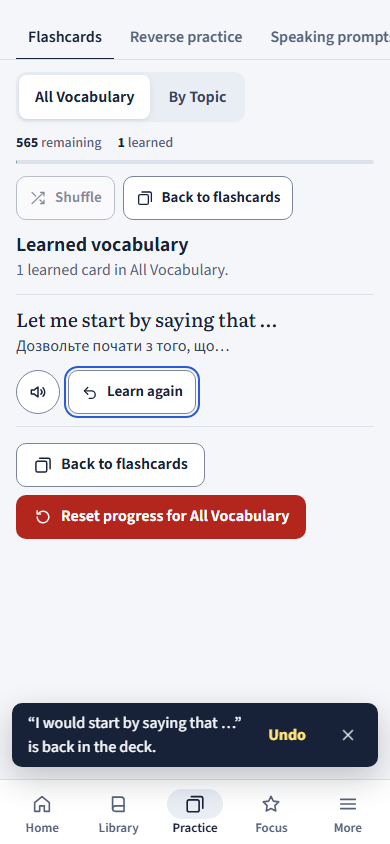 Flashcards Reverse practice Speaking prompts
All Vocabulary By Topic
565 remaining 1 learned
Shuffle Back to flashcards
Learned vocabulary
1 learned card in All Vocabulary.
Let me start by saying that …
Дозвольте почати з того, що…
Learn again
Back to flashcards
Reset progress for All Vocabulary
“I would start by saying that …”
is back in the deck.
Undo
Home Library Practice Focus More